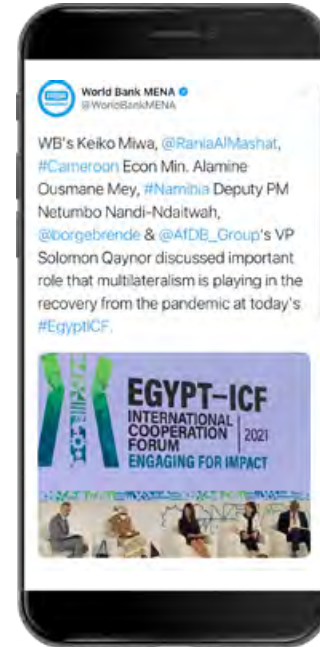 World Bank MENA
@WorldBankMENA
WB's Keiko Miwa, @RaniaAlMashat,
#Cameroon Econ Min. Alamine
Ousmane Mey, #Namibia Deputy PM
Netumbo Nandi-Ndaitwah,
@borgebrende & @AfDB_Group's VP
Solomon Qaynor discussed important
role that multilateralism is playing in the
recovery from the pandemic at today's
#EgyptICF.
EGYPT-ICF
INTERNATIONAL
COOPERATION
FORUM
2021
ENGAGING FOR IMPACT